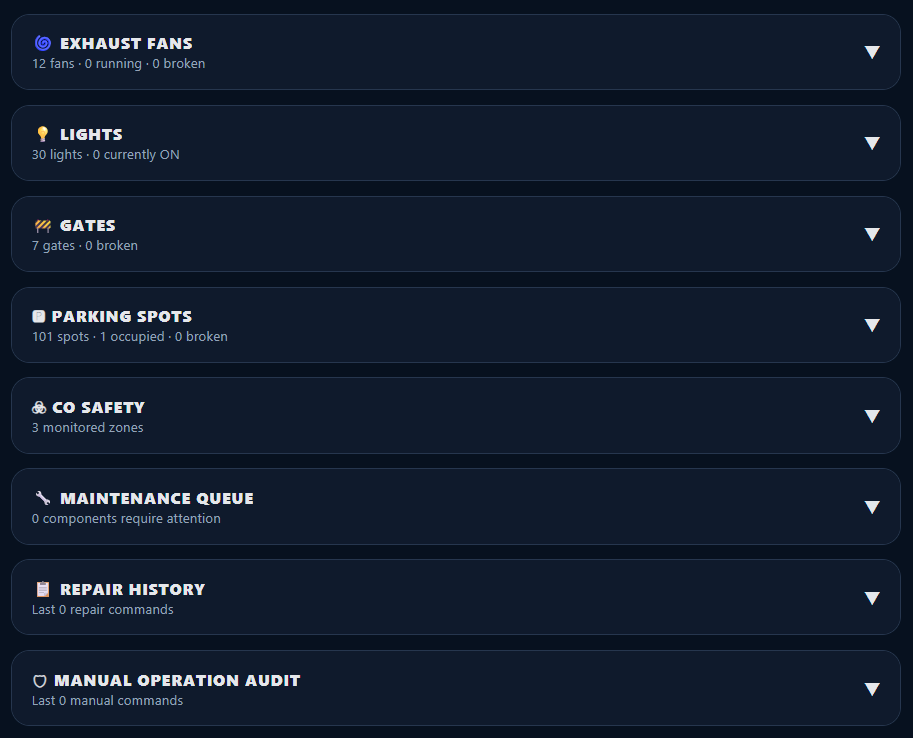 EXHAUST FANS
12 fans · 0 running · 0 broken
LIGHTS
30 lights · 0 currently ON
GATES
7 gates · 0 broken
PARKING SPOTS
101 spots · 1 occupied · 0 broken
CO SAFETY
3 monitored zones
MAINTENANCE QUEUE
0 components require attention
REPAIR HISTORY
Last 0 repair commands
MANUAL OPERATION AUDIT
Last 0 manual commands